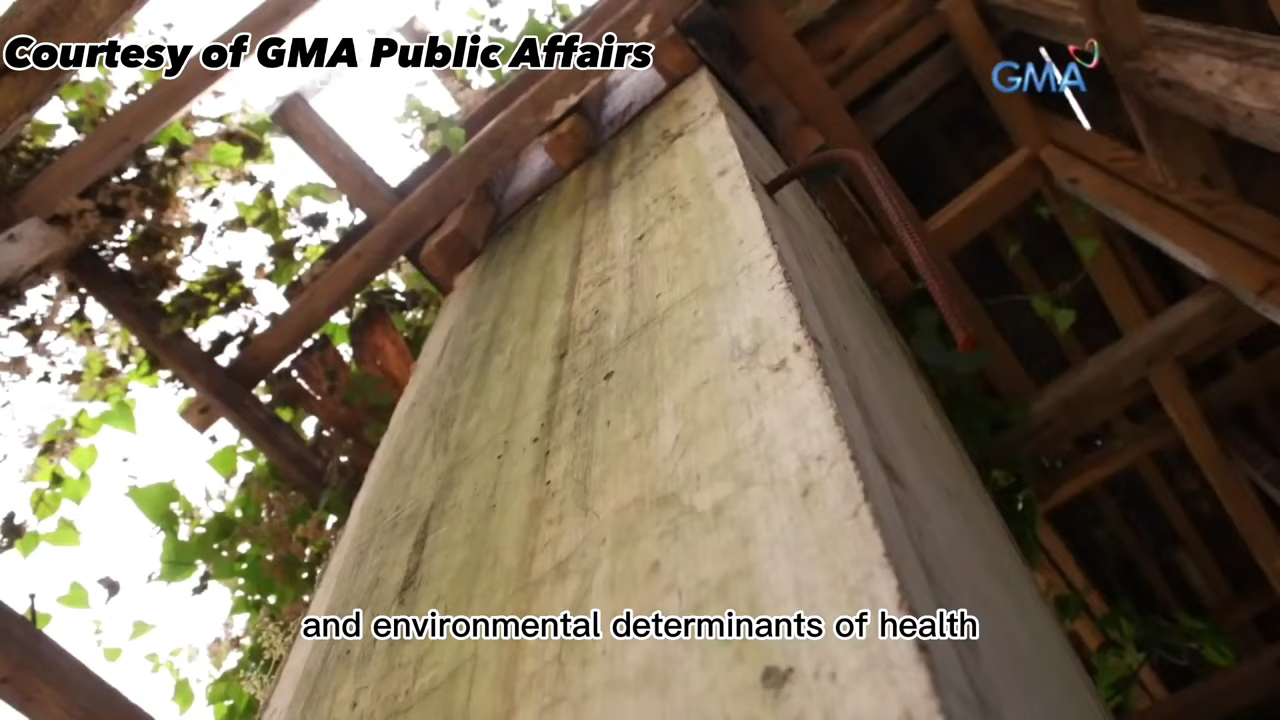 Courtesy of GMA Public Affairs
GMA
and environmental determinants of health